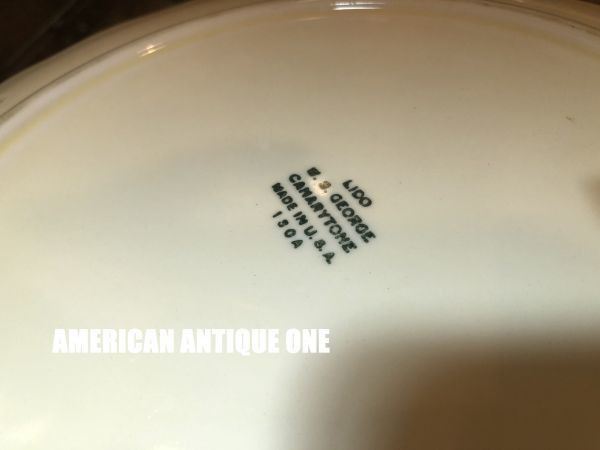 LIDO
W. S. GEORGE
CANARYTONE
MADE IN U. S. A.
150A
AMERICAN ANTIQUE ONE